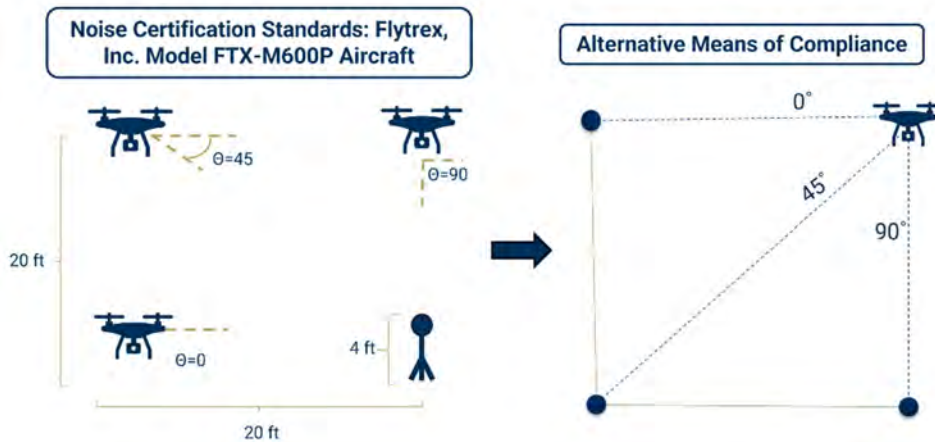 Noise Certification Standards: Flytrex,
Inc. Model FTX-M600P Aircraft
Alternative Means of Compliance
Θ=45
Θ=90
20 ft
Θ=0
4 ft
20 ft
0°
45°
90°